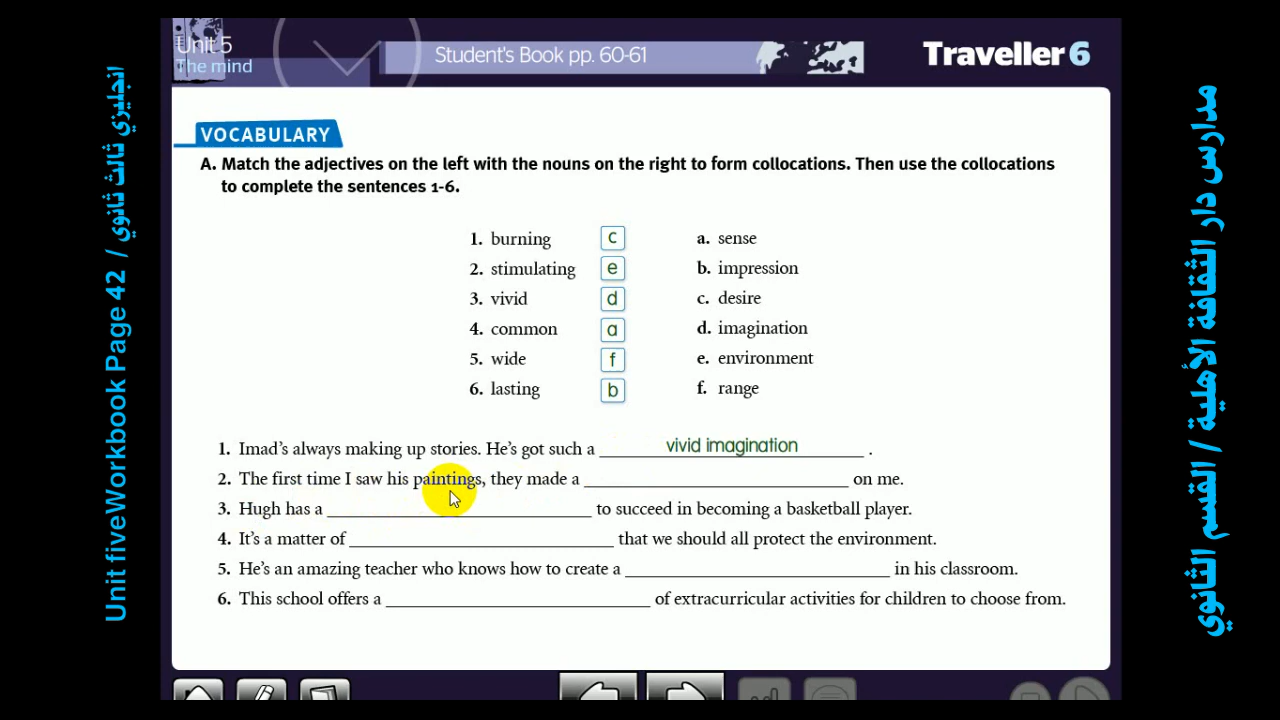 Unit 5
The mind
Student's Book pp. 60-61
Traveller 6
VOCABULARY
A. Match the adjectives on the left with the nouns on the right to form collocations. Then use the collocations
to complete the sentences 1-6.
1. burning c a. sense
2. stimulating e b. impression
3. vivid d c. desire
4. common a d. imagination
5. wide f e. environment
6. lasting b f. range
1. Imad's always making up stories. He's got such a vivid imagination .
2. The first time I saw his paintings, they made a ____ on me.
3. Hugh has a ____ to succeed in becoming a basketball player.
4. It's a matter of ____ that we should all protect the environment.
5. He's an amazing teacher who knows how to create a ____ in his classroom.
6. This school offers a ____ of extracurricular activities for children to choose from.
انجليزي ثالث ثانوي / Unit fiveWorkbook Page 42
مدارس دار الثقافة الأهلية / القسم الثانوي